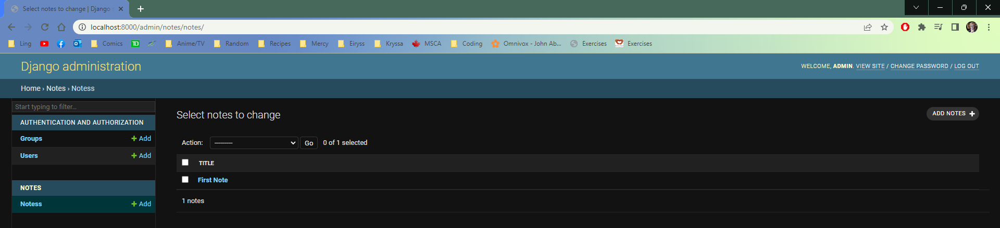 Select notes to change | Django
localhost:8000/admin/notes/notes/
Ling Comics TD Anime/TV Random Recipes Mercy Eiryss Kryssa MSCA Coding Omnivox - John Ab... Exercises Exercises
Django administration
WELCOME, ADMIN. VIEW SITE / CHANGE PASSWORD / LOG OUT
Home › Notes › Notess
Start typing to filter...
AUTHENTICATION AND AUTHORIZATION
Groups + Add
Users + Add
NOTES
Notess + Add
Select notes to change
ADD NOTES +
Action: --------- Go 0 of 1 selected
TITLE
First Note
1 notes